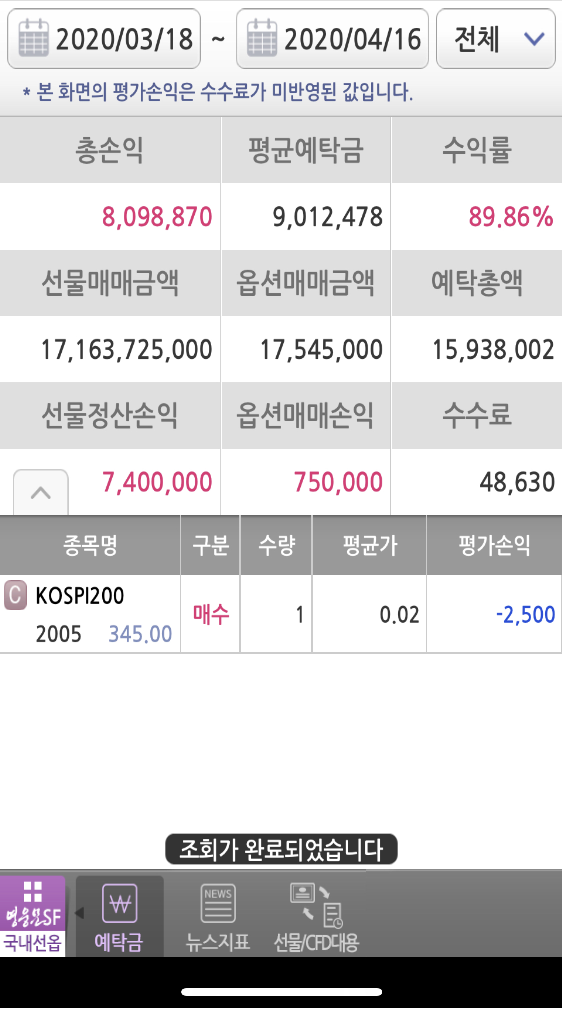 2020/03/18 ~ 2020/04/16 전체
* 본 화면의 평가손익은 수수료가 미반영된 값입니다.
총손익 평균예탁금 수익률
8,098,870 9,012,478 89.86%
선물매매금액 옵션매매금액 예탁총액
17,163,725,000 17,545,000 15,938,002
선물정산손익 옵션매매손익 수수료
7,400,000 750,000 48,630
종목명 구분 수량 평균가 평가손익
C KOSPI200 매수 1 0.02 -2,500
2005 345.00
조회가 완료되었습니다
NEWS
영웅문SF
국내선옵 예탁금 뉴스지표 선물/CFD대용